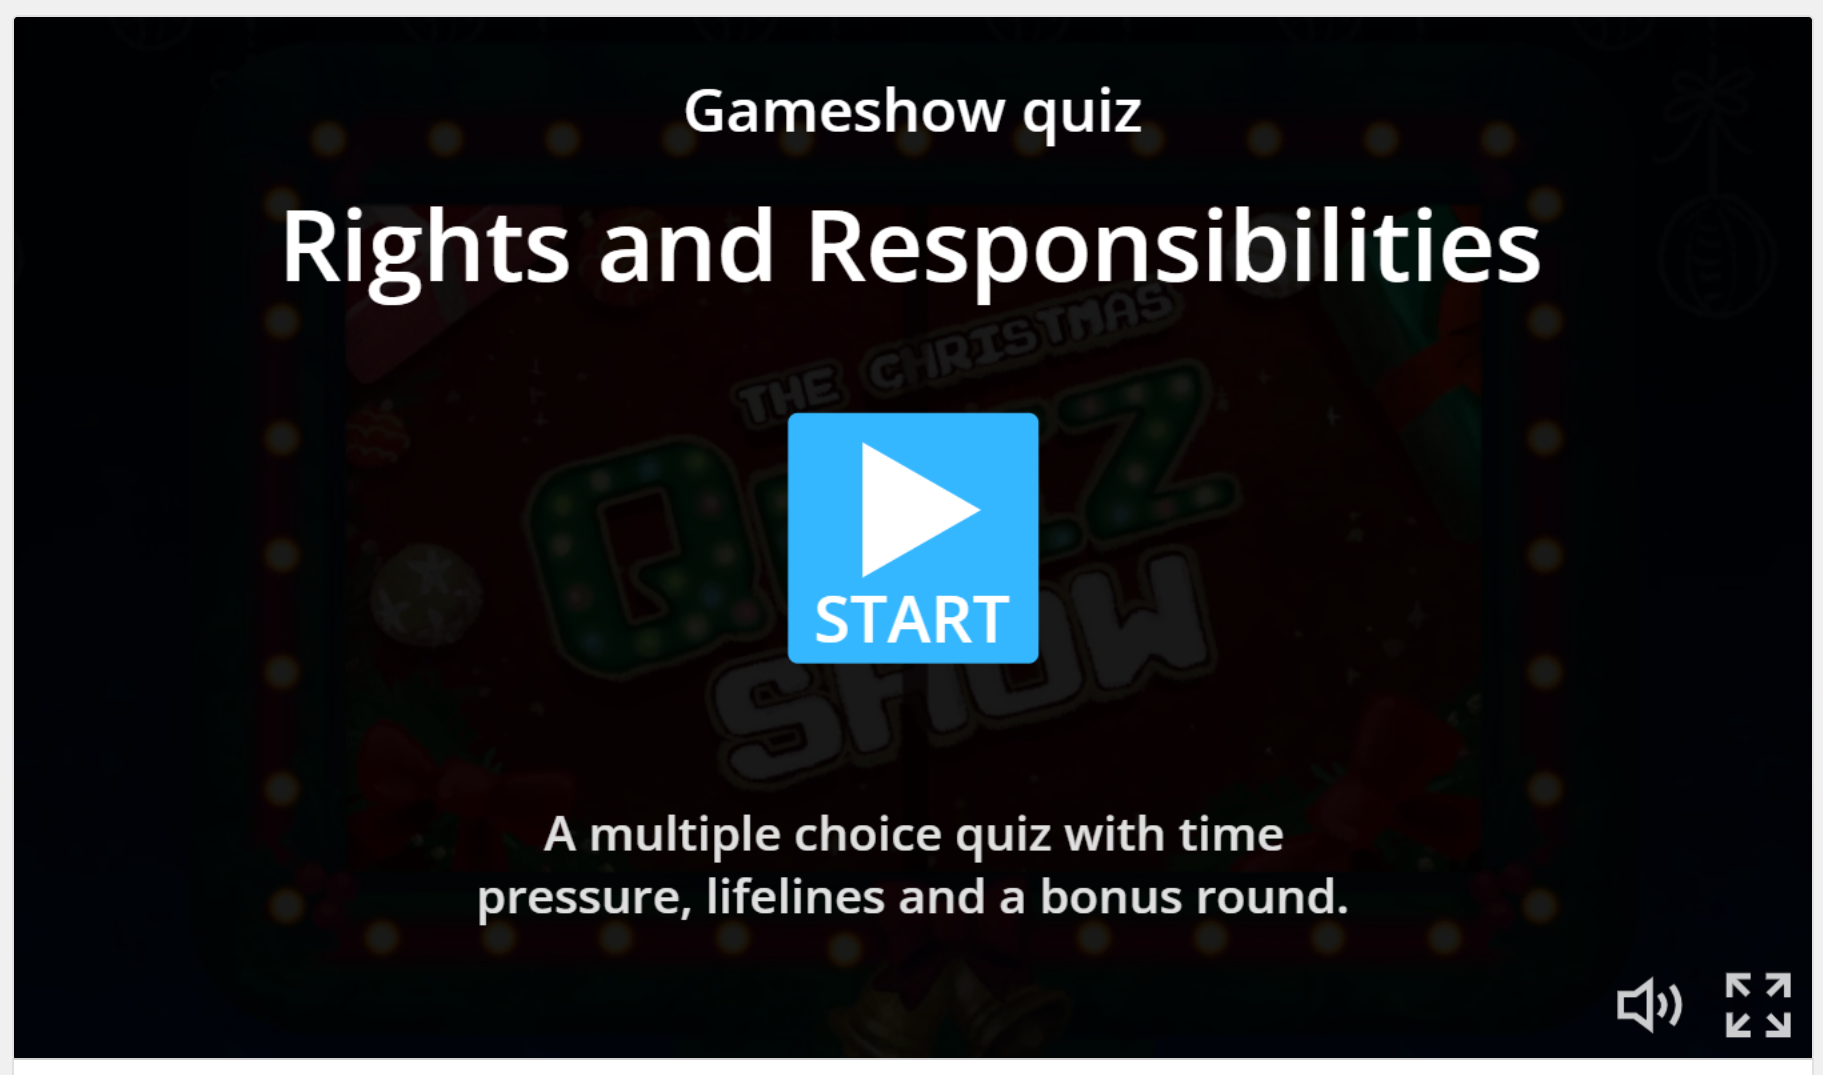 Gameshow quiz
Rights and Responsibilities
THE CHRISTMAS
QUIZ
START
SHOW
A multiple choice quiz with time
pressure, lifelines and a bonus round.